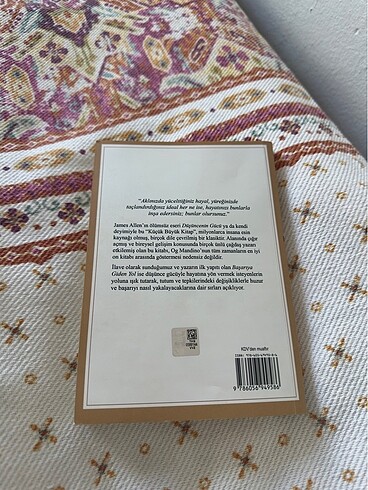 "Aklınızda yücelttiğiniz hayal, yüreğinizde
taçlandırdığınız ideal her ne ise, hayatınızı bunlarla
inşa edersiniz; bunlar olursunuz."
James Allen'ın ölümsüz eseri Düşüncenin Gücü ya da kendi
deyimiyle bu "Küçük Büyük Kitap", milyonlarca insana esin
kaynağı olmuş, birçok dile çevrilmiş bir klasiktir. Alanında çığır
açmış ve bireysel gelişim konusunda birçok ünlü çağdaş yazarı
etkilemiş olan bu kitabı, Og Mandino'nun tüm zamanların en iyi
on kitabı arasında göstermesi nedensiz değildir.
İlave olarak sunduğumuz ve yazarın ilk yapıtı olan Başarıya
Giden Yol ise düşünce gücüyle hayatına yön vermek isteyenlerin
yoluna ışık tutarak, tutum ve tepkilerindeki değişikliklerle huzur
ve başarıyı nasıl yakalayacaklarına dair sırları açıklıyor.
KDV'den muaftır
9 786056 949586